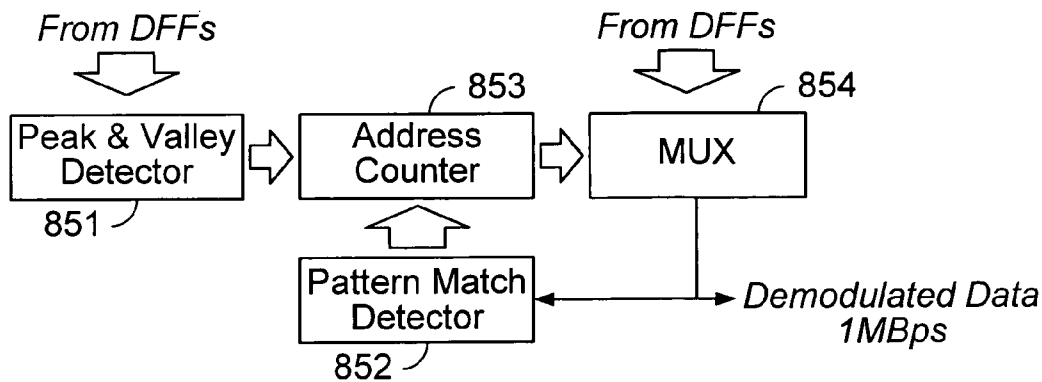 From DFFs
From DFFs
853
854
Peak & Valley
Detector
Address
Counter
MUX
851
Pattern Match
Detector
852
Demodulated Data
1MBps